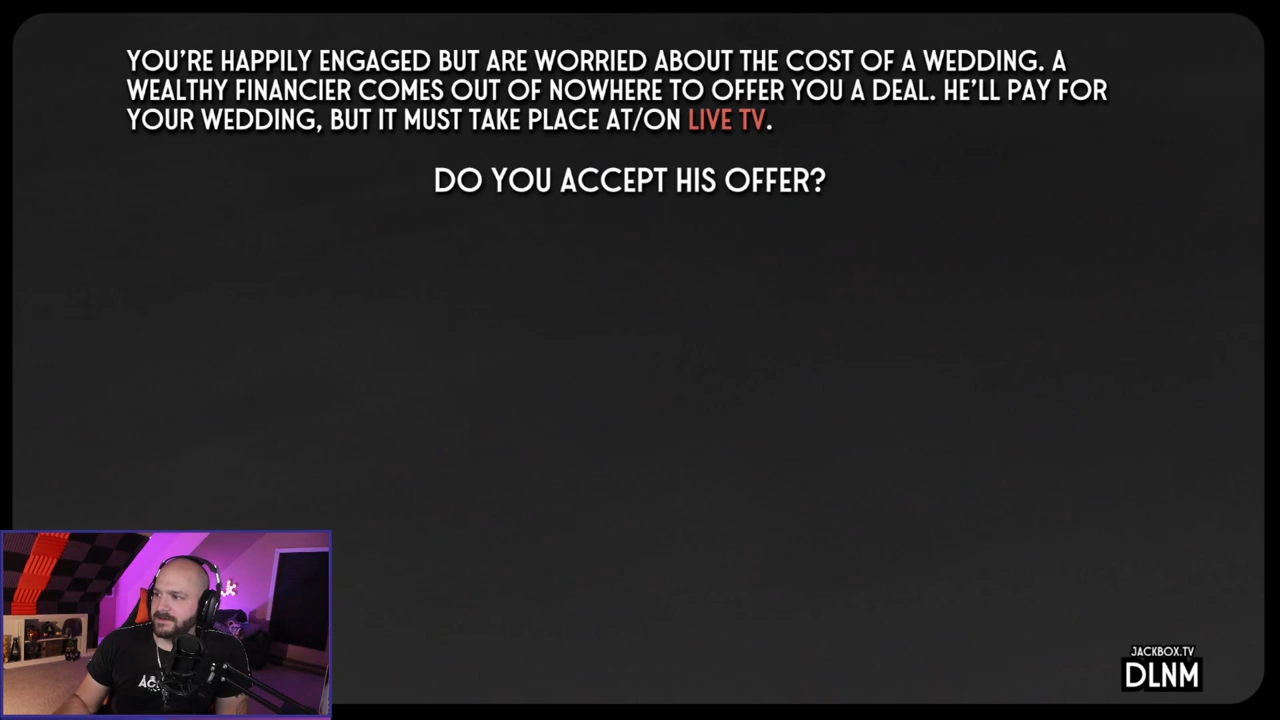 YOU'RE HAPPILY ENGAGED BUT ARE WORRIED ABOUT THE COST OF A WEDDING. A
WEALTHY FINANCIER COMES OUT OF NOWHERE TO OFFER YOU A DEAL. HE'LL PAY FOR
YOUR WEDDING, BUT IT MUST TAKE PLACE AT/ON LIVE TV.
DO YOU ACCEPT HIS OFFER?
JACKBOX.TV
DLNM